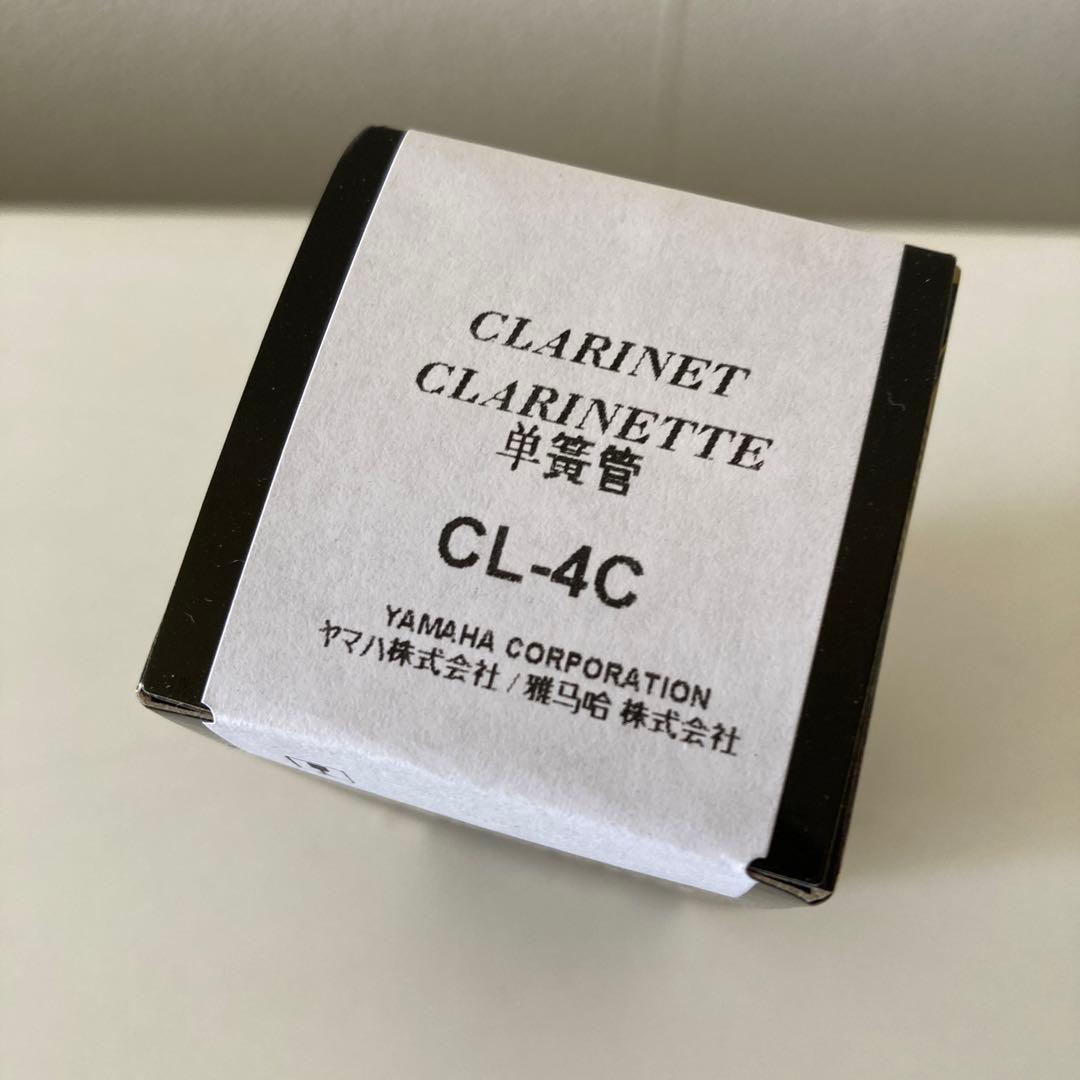 CLARINET
CLARINETTE
单簧管
CL-4C
YAMAHA CORPORATION
ヤマハ株式会社 / 雅马哈 株式会社